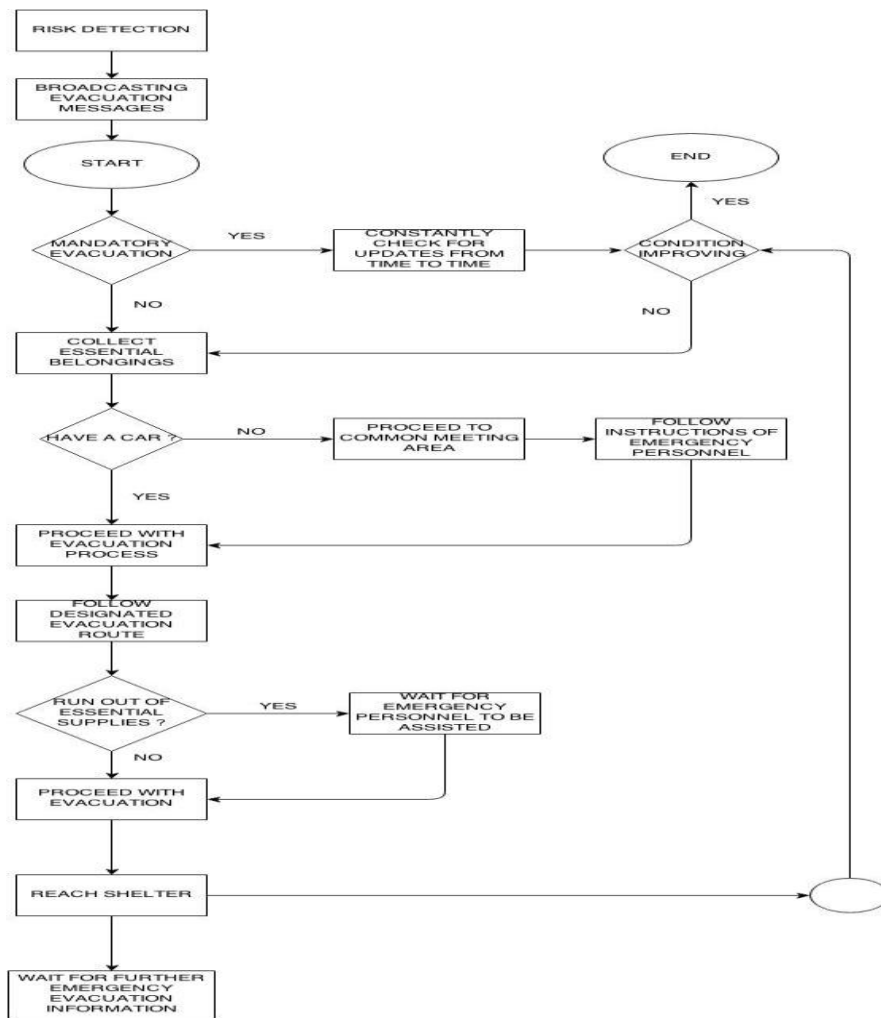 RISK DETECTION
BROADCASTING
EVACUATION
MESSAGES
START
END
YES
MANDATORY
EVACUATION
YES
CONSTANTLY
CHECK FOR
UPDATES FROM
TIME TO TIME
CONDITION
IMPROVING
NO
NO
COLLECT
ESSENTIAL
BELONGINGS
HAVE A CAR ?
NO
PROCEED TO
COMMON MEETING
AREA
FOLLOW
INSTRUCTIONS OF
EMERGENCY
PERSONNEL
YES
PROCEED WITH
EVACUATION
PROCESS
FOLLOW
DESIGNATED
EVACUATION
ROUTE
RUN OUT OF
ESSENTIAL
SUPPLIES ?
YES
WAIT FOR
EMERGENCY
PERSONNEL TO BE
ASSISTED
NO
PROCEED WITH
EVACUATION
REACH SHELTER
WAIT FOR FURTHER
EMERGENCY
EVACUATION
INFORMATION